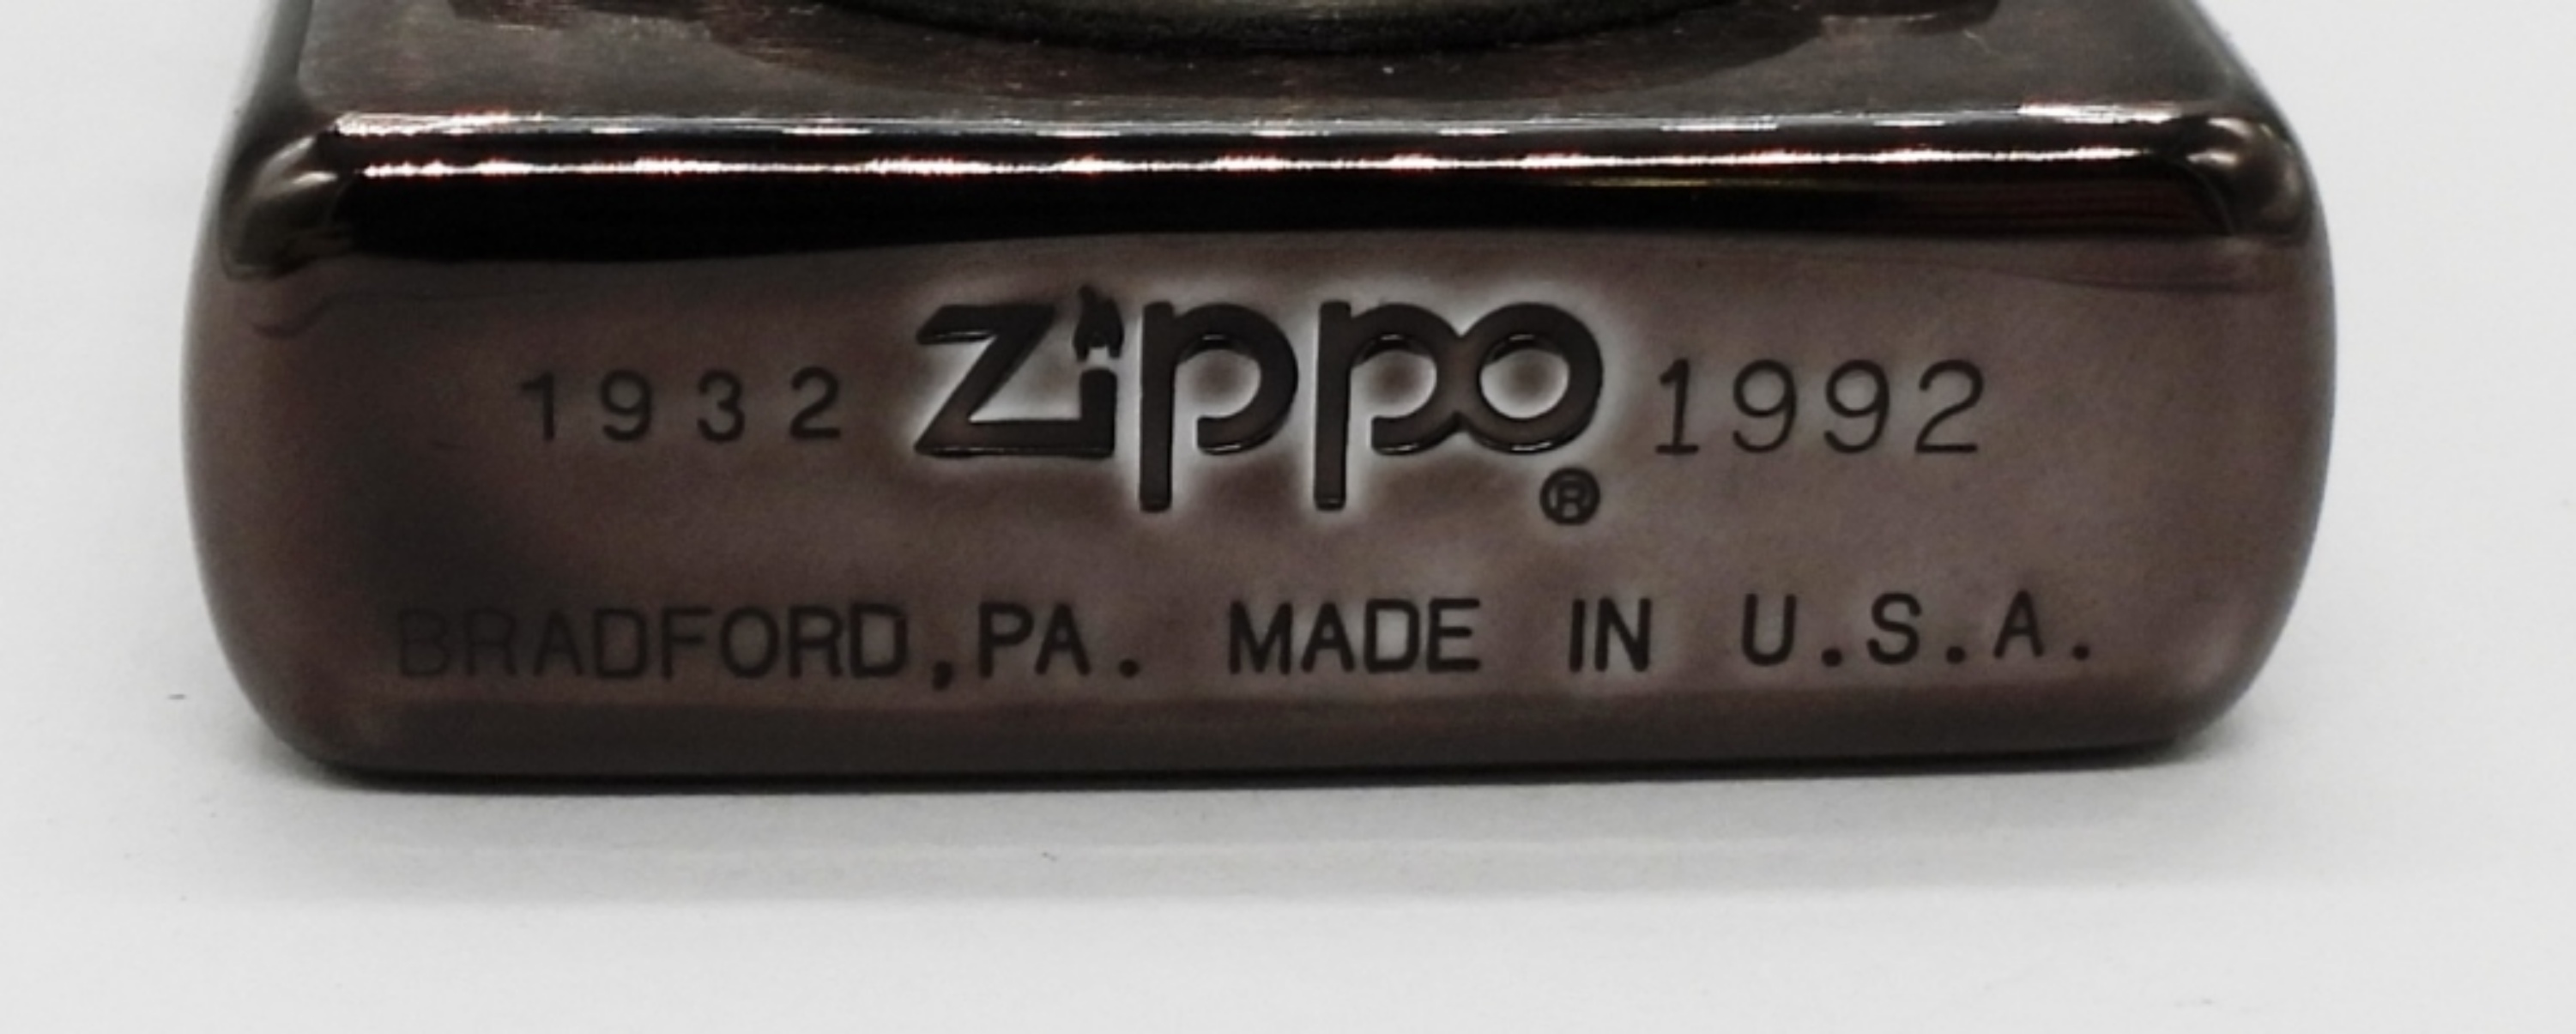 1932 Zippo 1992
®
BRADFORD,PA. MADE IN U.S.A.